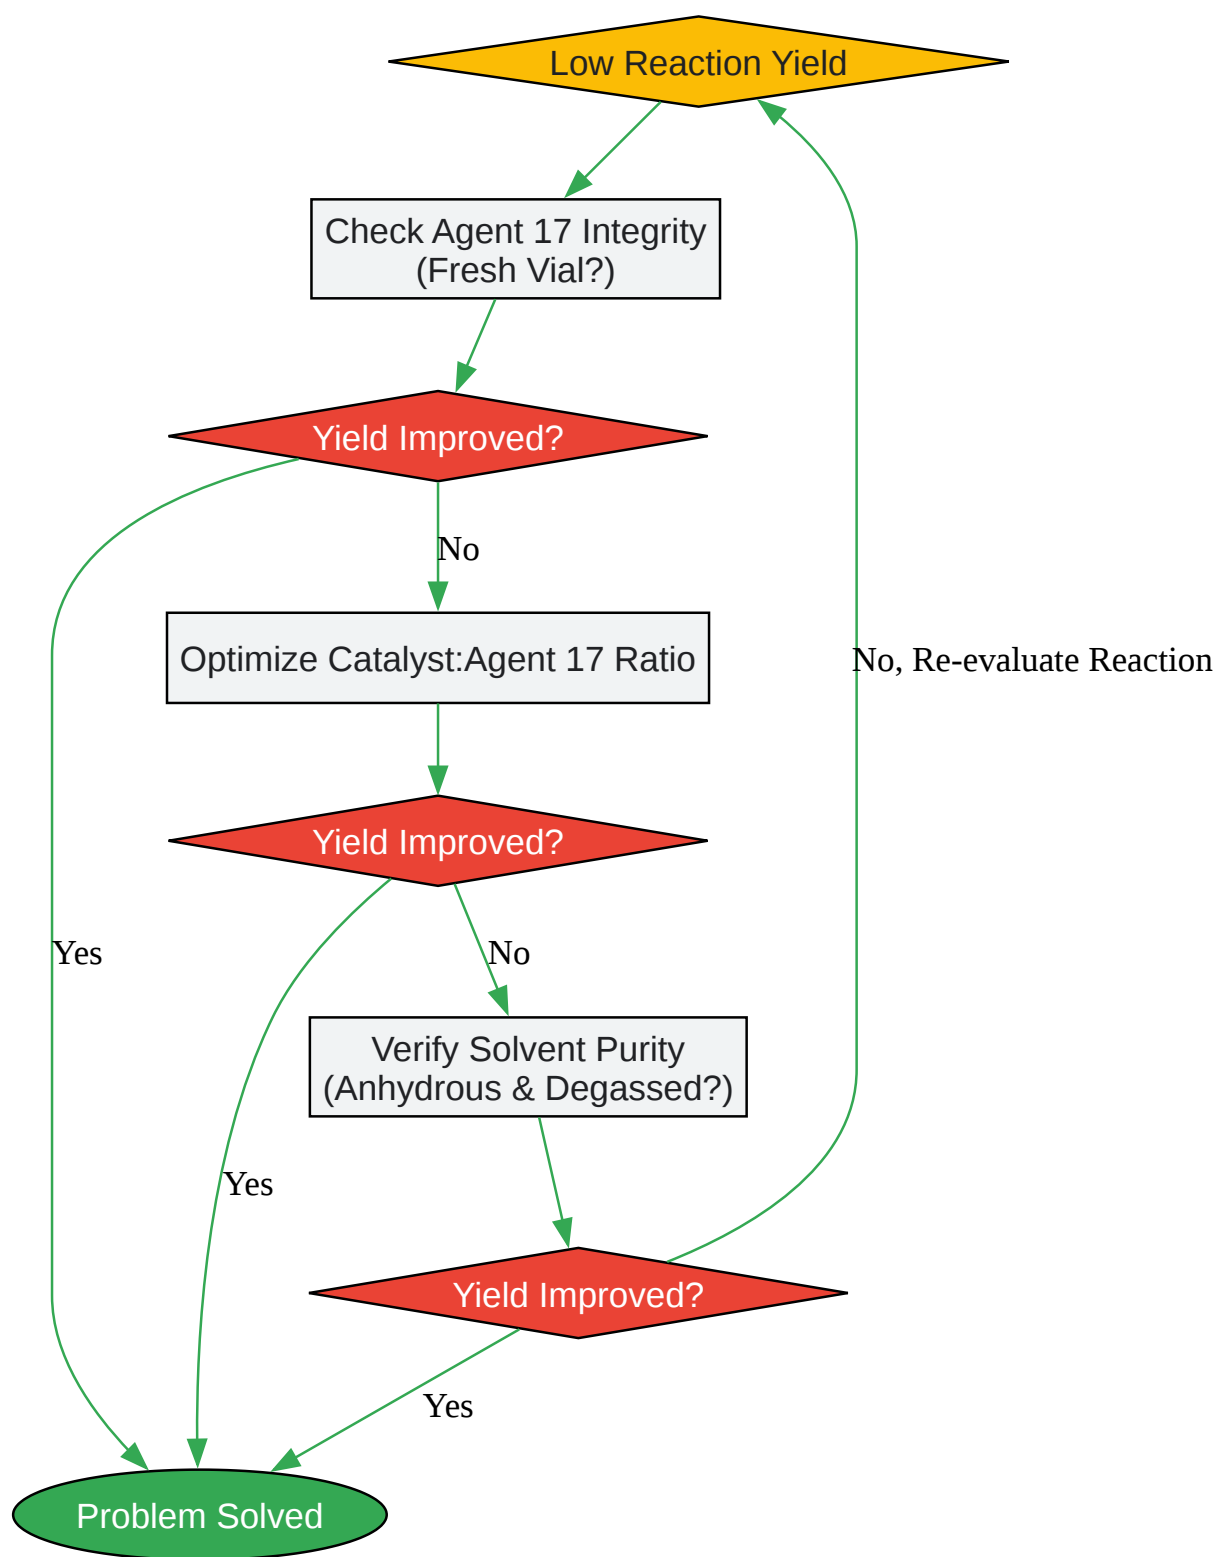 Low Reaction Yield
Check Agent 17 Integrity
(Fresh Vial?)
Yield Improved?
No
Optimize Catalyst:Agent 17 Ratio
No, Re-evaluate Reaction
Yield Improved?
Yes
No
Verify Solvent Purity
(Anhydrous & Degassed?)
Yes
Yield Improved?
Yes
Problem Solved